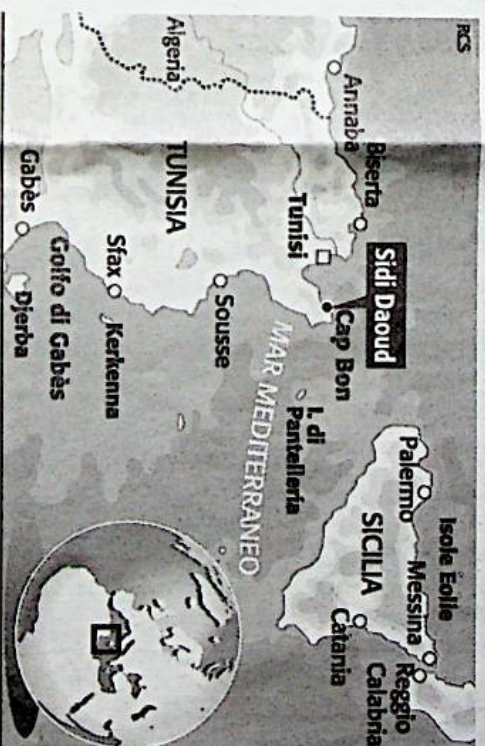 RCS
Isole Eolie
Palermo
Messina
Reggio
Calabria
SICILIA
Catania
Sidi Daoud
Annaba
Biserta
Cap Bon
Tunisi
I. di
Pantelleria
Algeria
MAR MEDITERRANEO
TUNISIA
Sousse
Sfax
Kerkenna
Golfo di Gabès
Gabès
Djerba